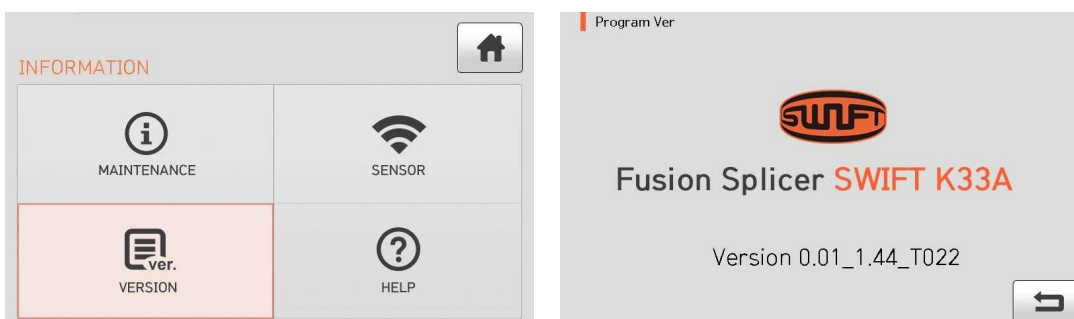 INFORMATION
MAINTENANCE
SENSOR
ver.
VERSION
HELP
Program Ver
SWIFT
Fusion Splicer SWIFT K33A
Version 0.01_1.44_T022